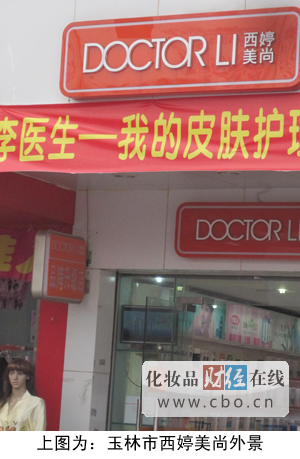 DOCTOR LI 西婷美尚
李医生一我的皮肤护理
DOCTOR LI
DOCTOR LI
化妆品财经在线
www.cbo.cn
上图为：玉林市西婷美尚外景